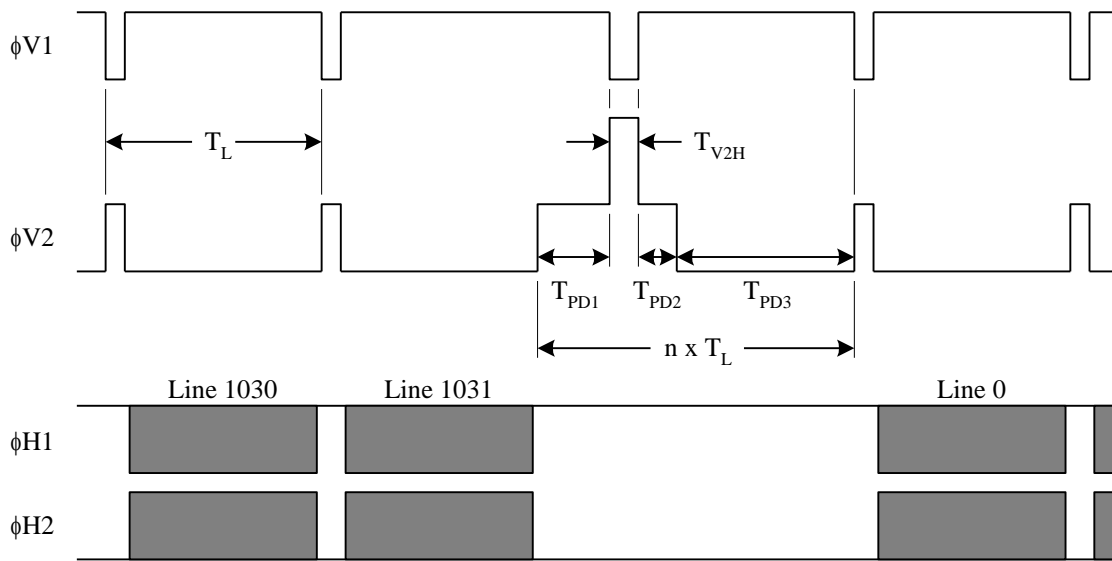 ϕV1
T_L
T_V2H
ϕV2
T_PD1
T_PD2
T_PD3
n x T_L
Line 1030
Line 1031
Line 0
ϕH1
ϕH2